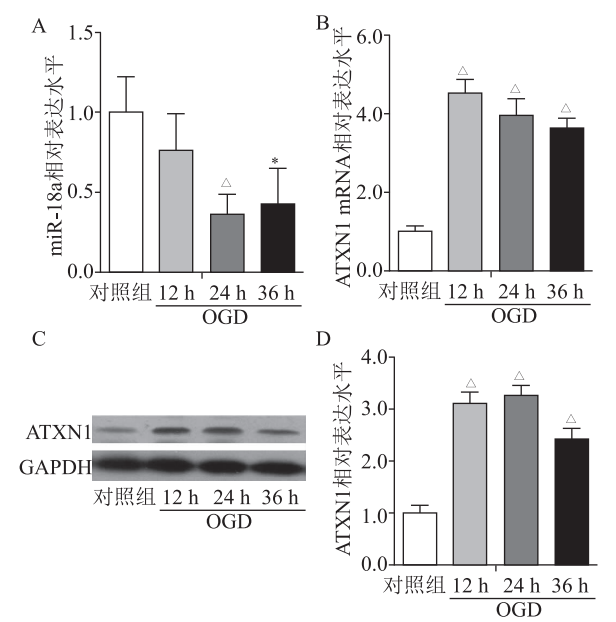 A
miR-18a相对表达水平
1.5
1.0
0.5
0.0
△
*
对照组 12 h 24 h 36 h
OGD
B
ATXN1 mRNA相对表达水平
6.0
4.0
2.0
0.0
△
△
△
对照组 12 h 24 h 36 h
OGD
C
ATXN1
GAPDH
对照组 12 h 24 h 36 h
OGD
D
ATXN1相对表达水平
4.0
3.0
2.0
1.0
0.0
△
△
△
对照组 12 h 24 h 36 h
OGD